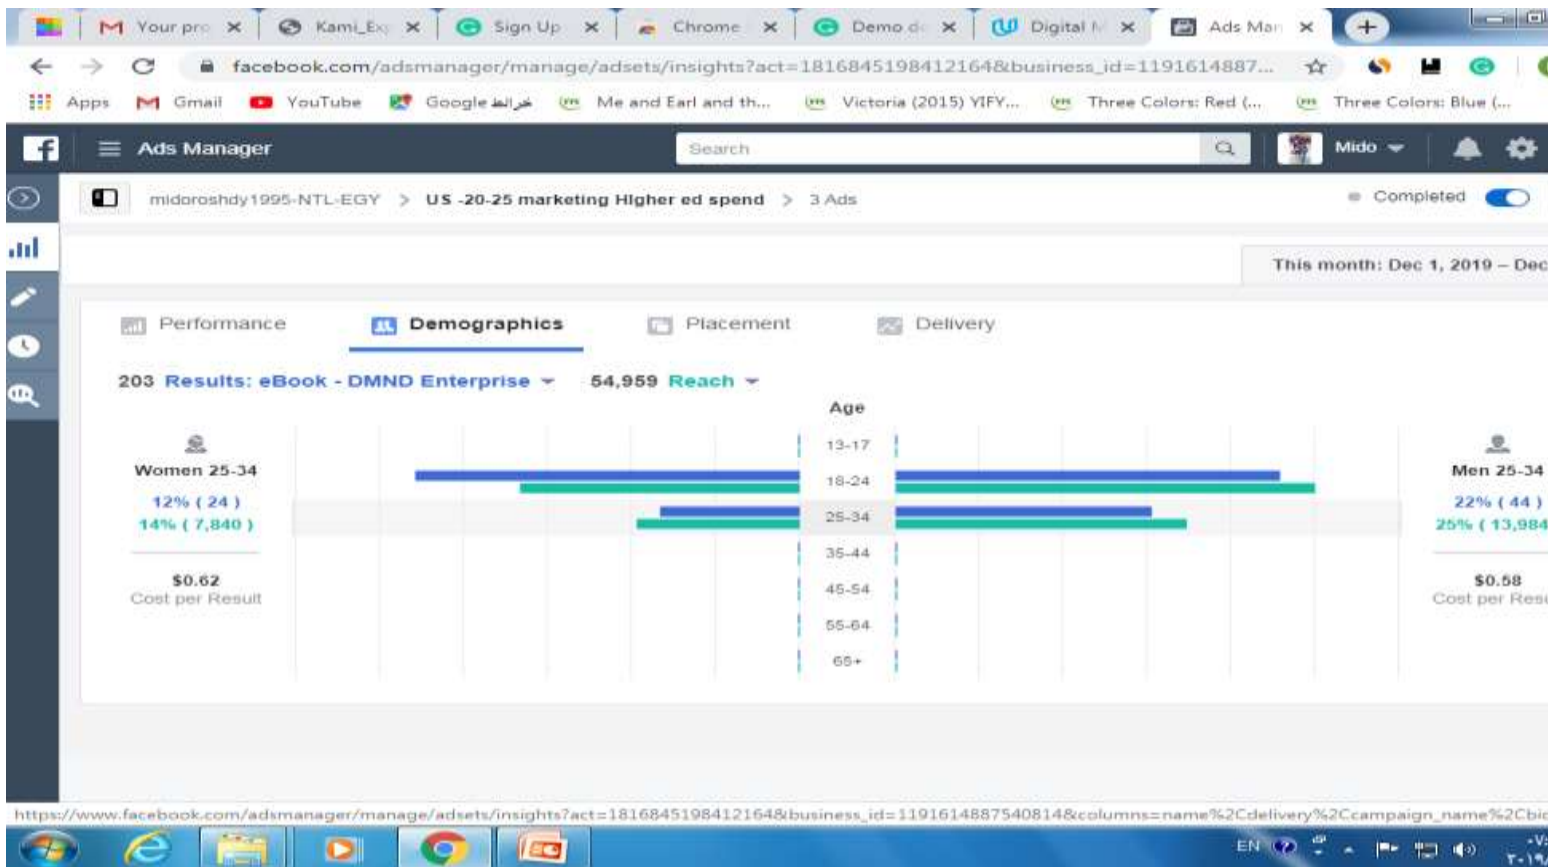 Your pro
Kami_Ex
Sign Up
Chrome
Demo d
Digital M
Ads Man
facebook.com/adsmanager/manage/adsets/insights?act=1816845198412164&business_id=1191614887...
Apps
Gmail
YouTube
Google خرائط
Me and Earl and th...
Victoria (2015) YIFY...
Three Colors: Red (...
Three Colors: Blue (...
Ads Manager
Search
Mido
midoroshdy1995-NTL-EGY > US -20-25 marketing HIgher ed spend > 3 Ads
Completed
This month: Dec 1, 2019 – Dec
Performance
Demographics
Placement
Delivery
203 Results: eBook - DMND Enterprise
54,959 Reach
Age
13-17
18-24
25-34
35-44
45-54
55-64
65+
Women 25-34
12% ( 24 )
14% ( 7,840 )
$0.62
Cost per Result
Men 25-34
22% ( 44 )
25% ( 13,984
$0.58
Cost per Resu
https://www.facebook.com/adsmanager/manage/adsets/insights?act=1816845198412164&business_id=1191614887540814&columns=name%2Cdelivery%2Ccampaign_name%2Cbid
EN